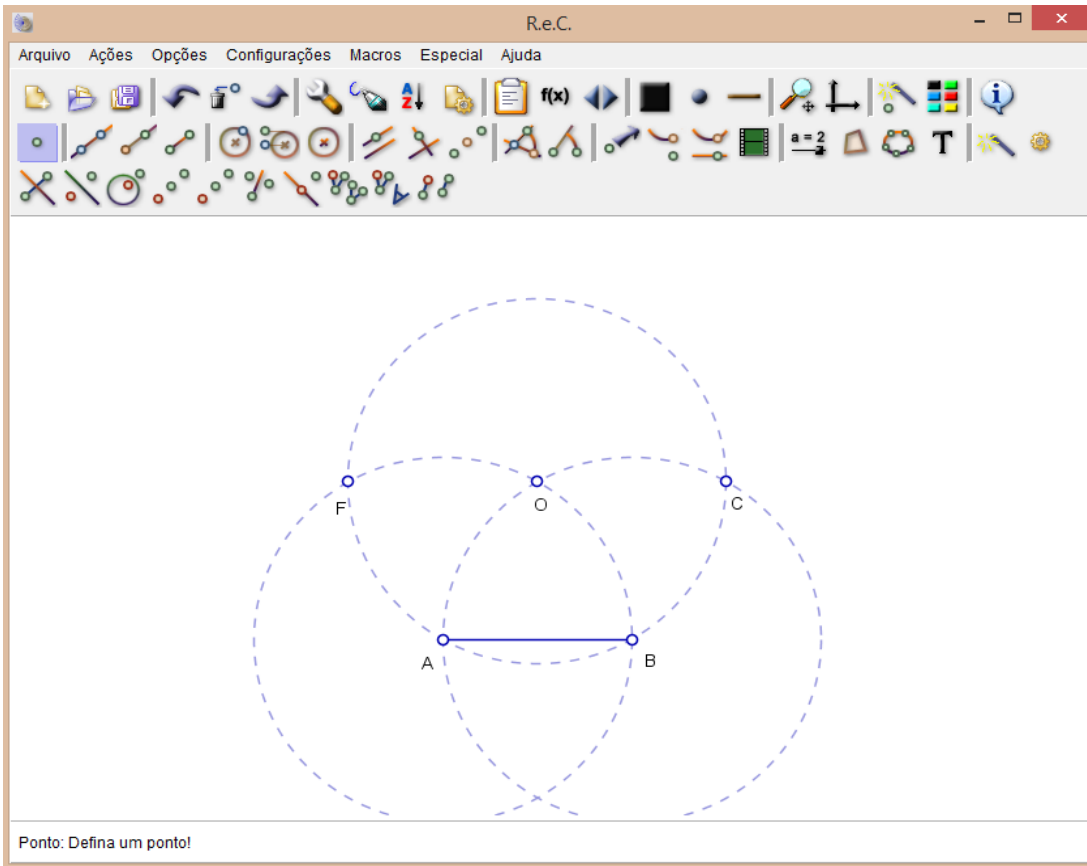 R.e.C.
Arquivo Ações Opções Configurações Macros Especial Ajuda
A Z f(x) i
a = 2 T
F O C
A B
Ponto: Defina um ponto!